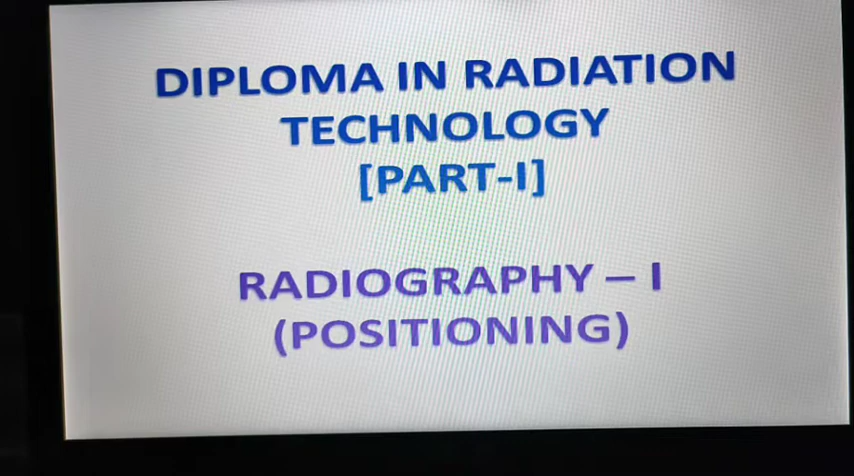 DIPLOMA IN RADIATION
TECHNOLOGY
[PART-I]
RADIOGRAPHY – I
(POSITIONING)